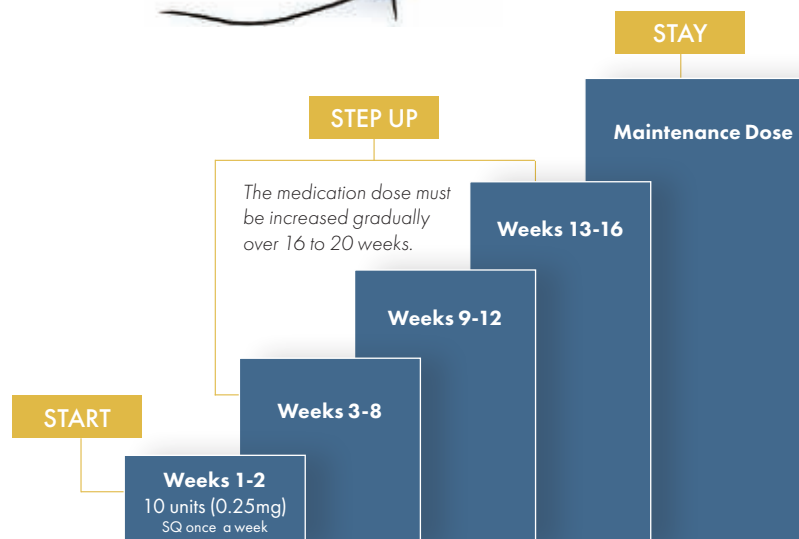 STAY
Maintenance Dose
STEP UP
The medication dose must
be increased gradually
over 16 to 20 weeks.
Weeks 13-16
Weeks 9-12
Weeks 3-8
START
Weeks 1-2
10 units (0.25mg)
SQ once a week